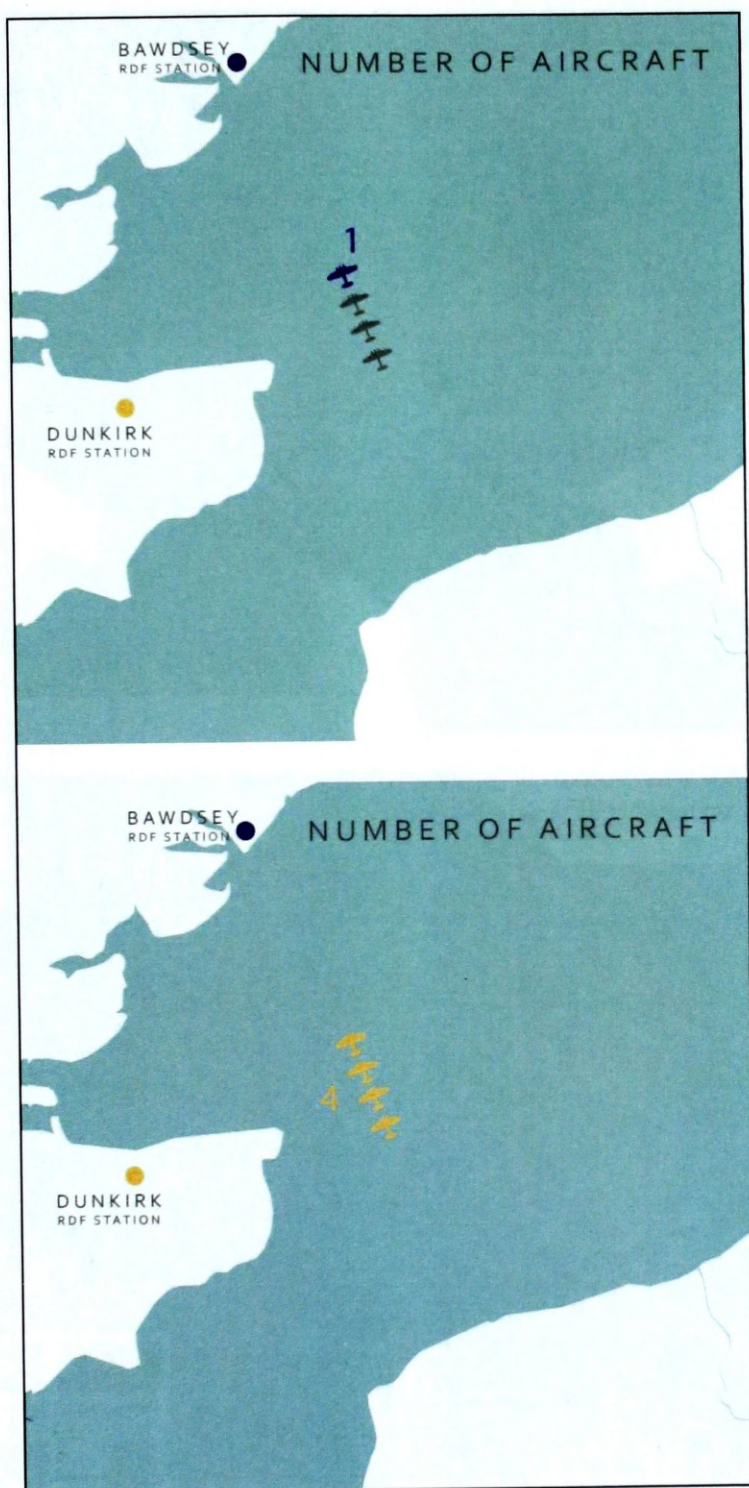 BAWDSEY
RDF STATION
NUMBER OF AIRCRAFT
1
DUNKIRK
RDF STATION
BAWDSEY
RDF STATION
NUMBER OF AIRCRAFT
4
DUNKIRK
RDF STATION